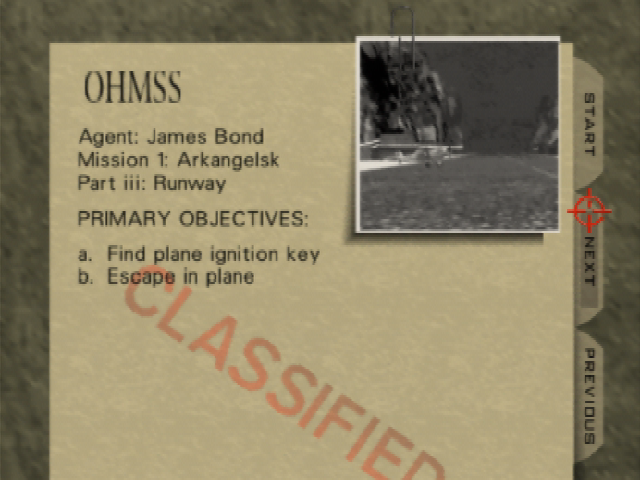 OHMSS
Agent: James Bond
Mission 1: Arkangelsk
Part iii: Runway
PRIMARY OBJECTIVES:
a. Find plane ignition key
b. Escape in plane
CLASSIFIED
START
NEXT
PREVIOUS